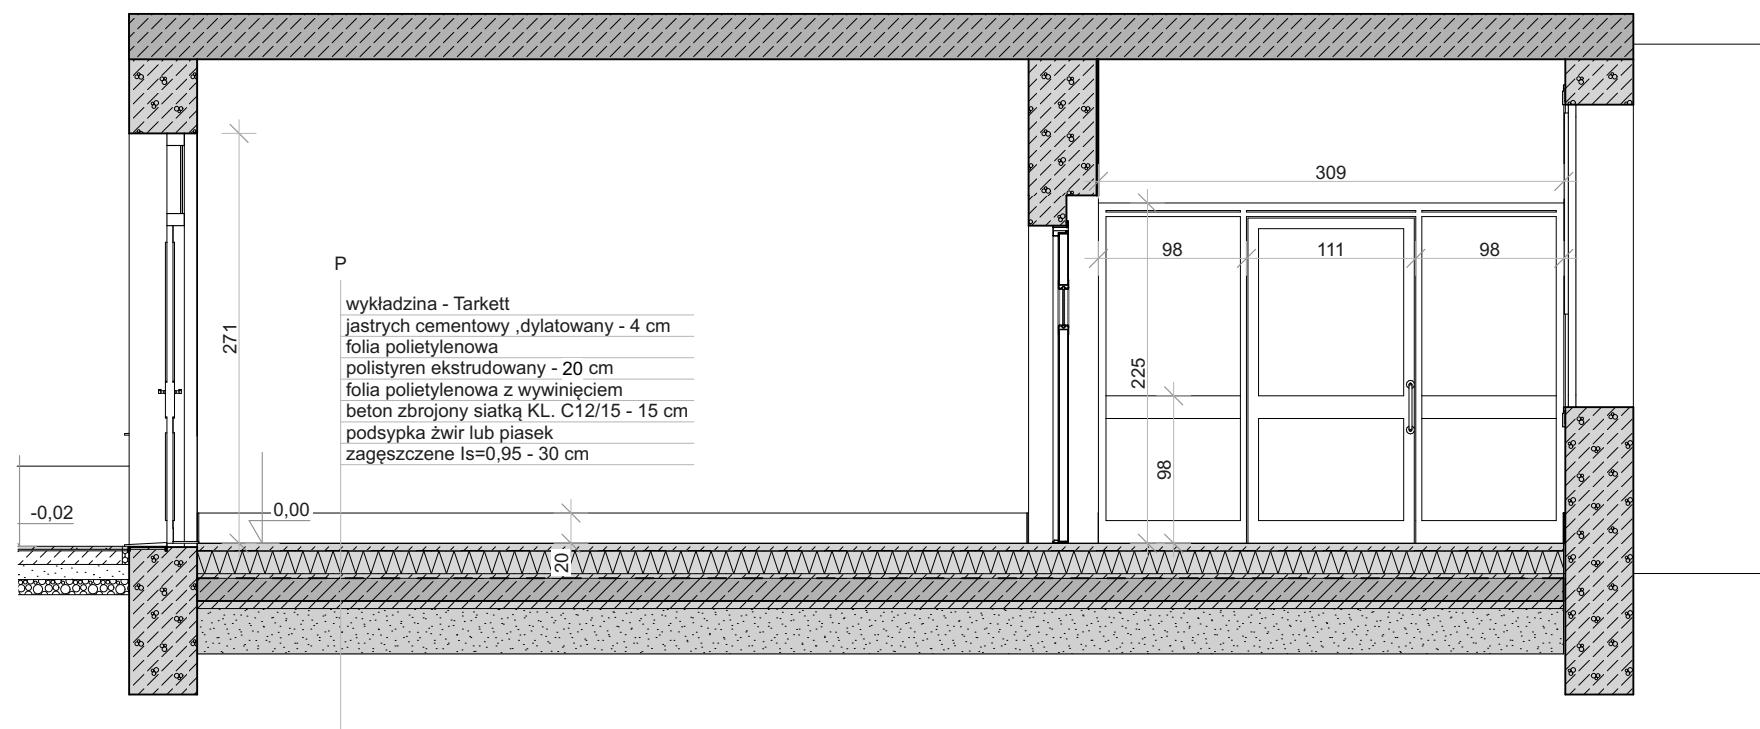 309
98
111
98
P
wykładzina - Tarkett
jastrych cementowy ,dylatowany - 4 cm
folia polietylenowa
polistyren ekstrudowany - 20 cm
folia polietylenowa z wywinięciem
beton zbrojony siatką KL. C12/15 - 15 cm
podsypka żwir lub piasek
zagęszczene Is=0,95 - 30 cm
271
225
98
-0,02
0,00
20